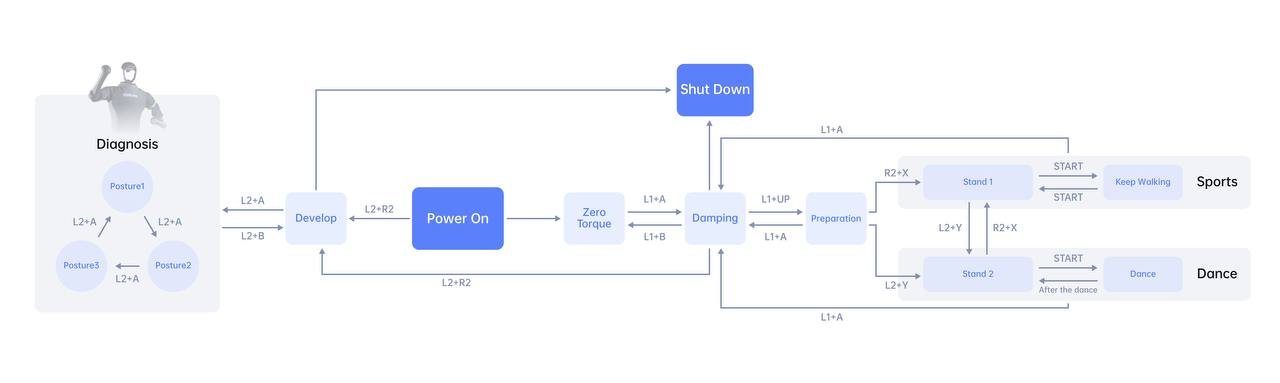 Diagnosis
Posture1
L2+A
L2+A
Posture3
Posture2
L2+A
L2+A
L2+B
Develop
L2+R2
Power On
L2+R2
Zero
Torque
L1+A
L1+B
Shut Down
Damping
L1+UP
L1+A
Preparation
L1+A
R2+X
L2+Y
L1+A
Stand 1
START
START
Keep Walking
Sports
L2+Y
R2+X
Stand 2
START
After the dance
Dance
Dance